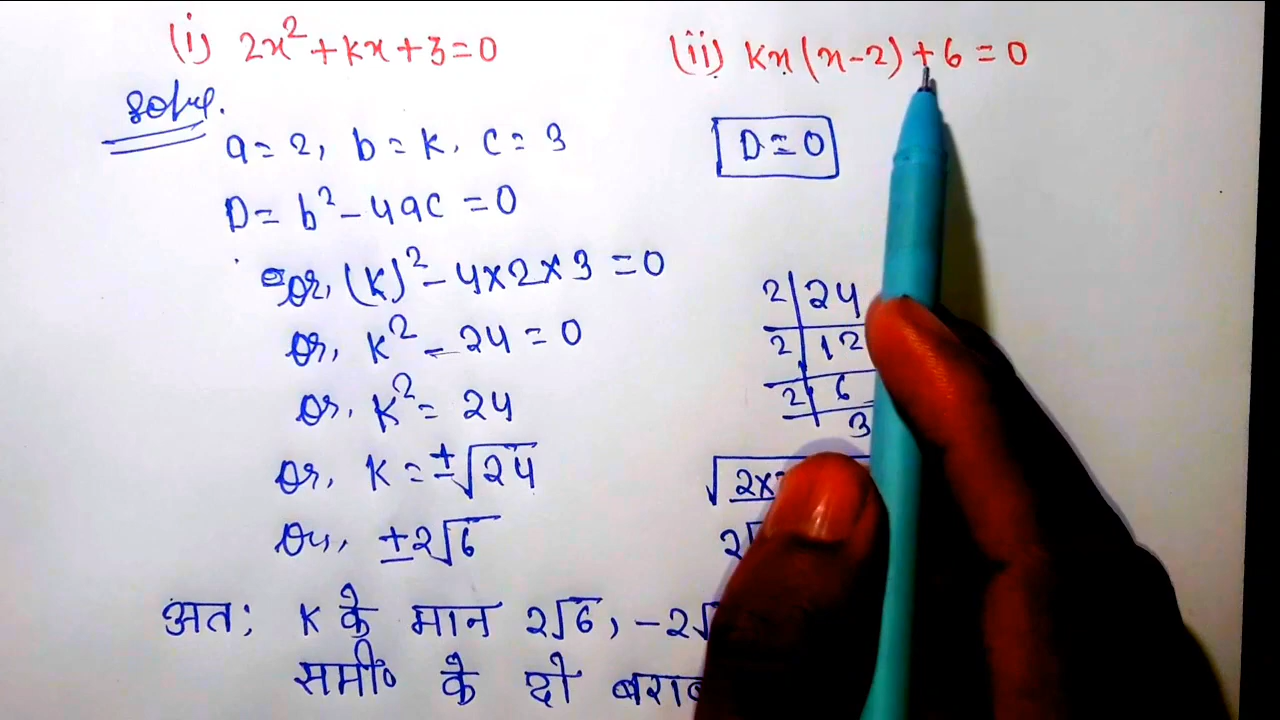 (i) 2x² + kx + 3 = 0
Solve.
a = 2, b = k, c = 3
D = b² - 4ac = 0
or, (k)² - 4×2×3 = 0
or, k² - 24 = 0
or, k² = 24
or, k = ±√24
or, ±2√6
अतः k के मान 2√6, -2√
समी० के दो
(ii) kx(x-2) + 6 = 0
D = 0
2 | 24
2 | 12
2 | 6
3